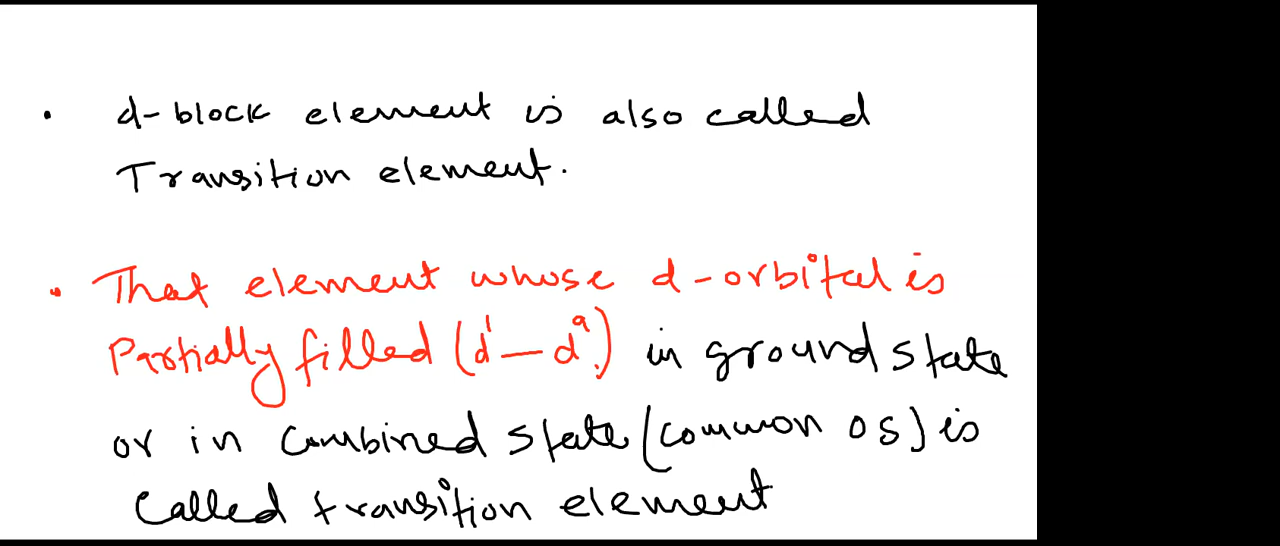 • d-block element is also called
Transition element.
• That element whose d-orbital is
Partially filled (d¹ – d⁹) in ground state
or in combined state (common os) is
called transition element